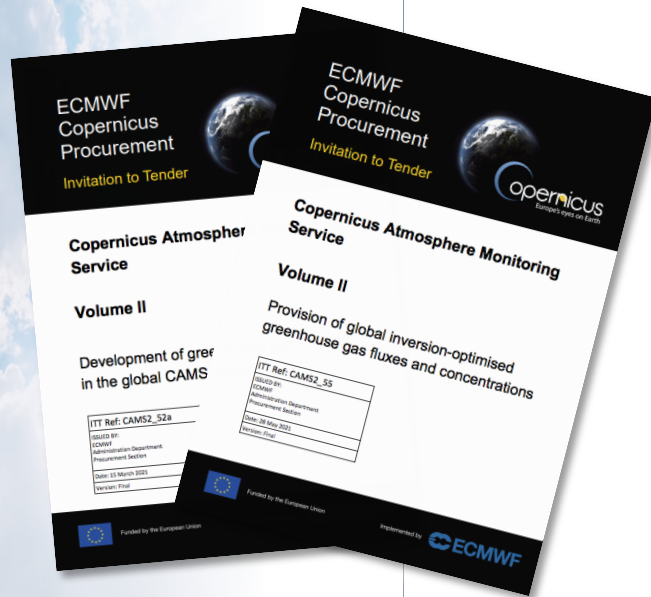 ECMWF
Copernicus
Procurement
Invitation to Tender
Copernicus Atmospher
Service
Volume II
Development of gree
in the global CAMS
ITT Ref: CAMS2_52a
ISSUED BY:
ECMWF
Administration Department
Procurement Section
Date: 15 March 2021
Version: Final
Funded by the European Union
ECMWF
Copernicus
Procurement
Invitation to Tender
opernicus
Europe's eyes on Earth
Copernicus Atmosphere Monitoring
Service
Volume II
Provision of global inversion-optimised
greenhouse gas fluxes and concentrations
ITT Ref: CAMS2_55
ISSUED BY:
ECMWF
Administration Department
Procurement Section
Date: 28 May 2021
Version: Final
Funded by the European Union
Implemented by
ECMWF